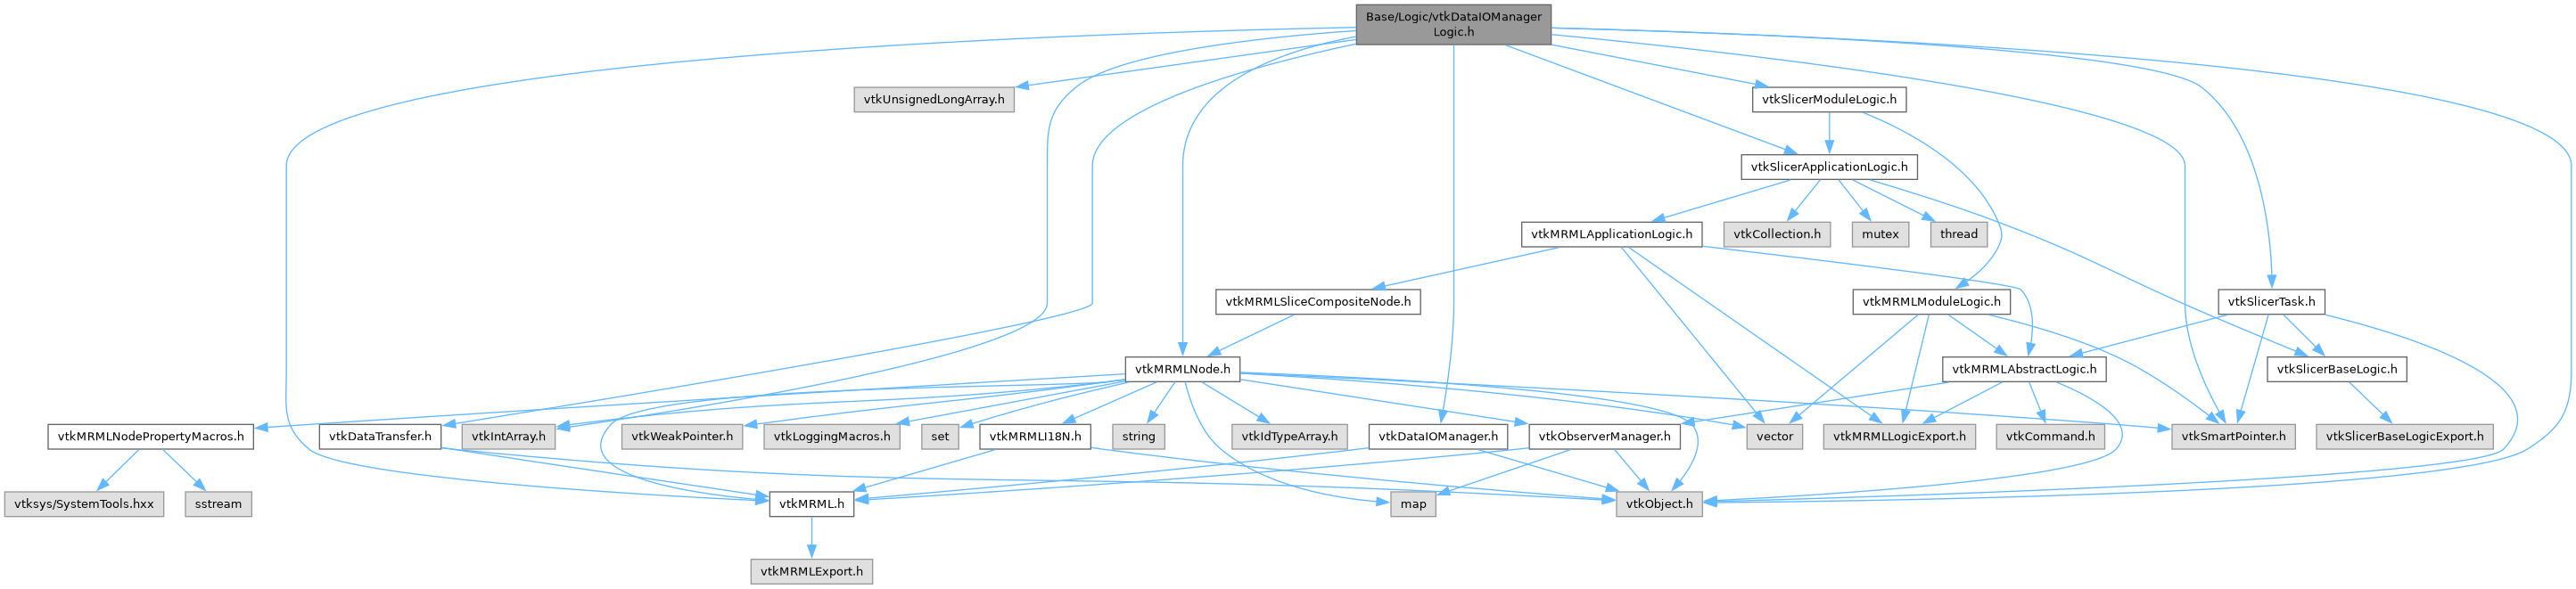 Base/Logic/vtkDataIOManager
Logic.h
vtkUnsignedLongArray.h
vtkSlicerModuleLogic.h
vtkSlicerApplicationLogic.h
vtkMRMLApplicationLogic.h
vtkCollection.h
mutex
thread
vtkMRMLSliceCompositeNode.h
vtkMRMLModuleLogic.h
vtkSlicerTask.h
vtkMRMLNode.h
vtkMRMLAbstractLogic.h
vtkSlicerBaseLogic.h
vtkMRMLNodePropertyMacros.h
vtkDataTransfer.h
vtkIntArray.h
vtkWeakPointer.h
vtkLoggingMacros.h
set
vtkMRMLI18N.h
string
vtkIdTypeArray.h
vtkDataIOManager.h
vtkObserverManager.h
vector
vtkMRMLLogicExport.h
vtkCommand.h
vtkSmartPointer.h
vtkSlicerBaseLogicExport.h
vtksys/SystemTools.hxx
sstream
vtkMRML.h
map
vtkObject.h
vtkMRMLExport.h